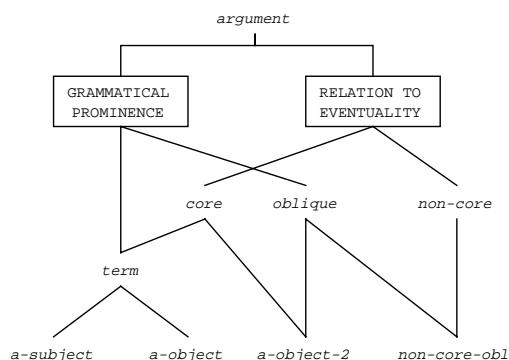 argument
GRAMMATICAL
PROMINENCE
RELATION TO
EVENTUALITY
core
oblique
non-core
term
a-subject
a-object
a-object-2
non-core-obl